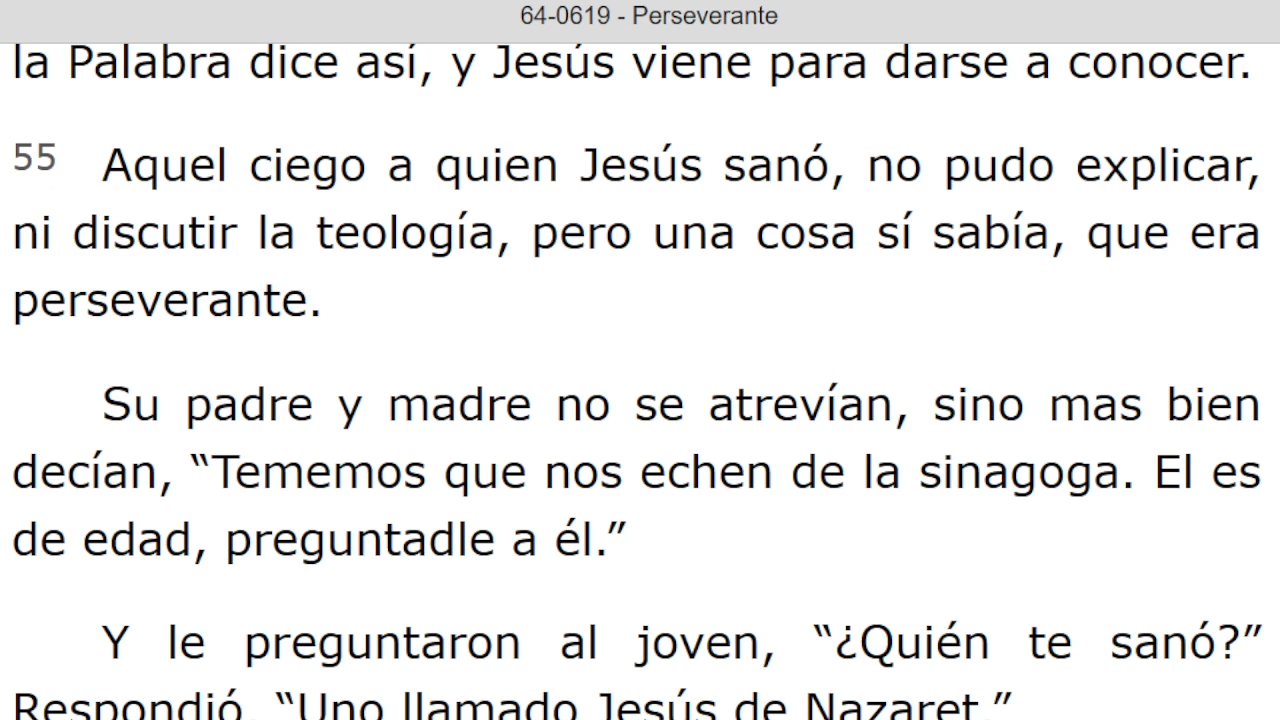 64-0619 - Perseverante
la Palabra dice así, y Jesús viene para darse a conocer.
55 Aquel ciego a quien Jesús sanó, no pudo explicar,
ni discutir la teología, pero una cosa sí sabía, que era
perseverante.
Su padre y madre no se atrevían, sino mas bien
decían, “Tememos que nos echen de la sinagoga. El es
de edad, preguntadle a él.”
Y le preguntaron al joven, “¿Quién te sanó?”
Respondió, “Uno llamado Jesús de Nazaret.”